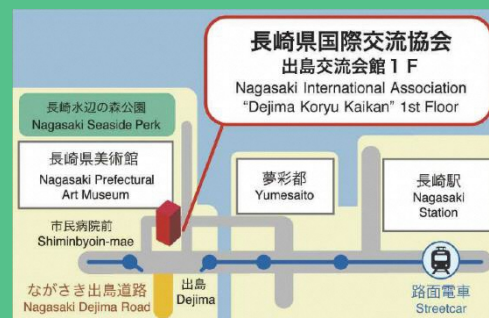 長崎県国際交流協会
出島交流会館1F
Nagasaki International Association
“Dejima Koryu Kaikan” 1st Floor
長崎水辺の森公園
Nagasaki Seaside Perk
長崎県美術館
Nagasaki Prefectural
Art Museum
夢彩都
Yumesaito
長崎駅
Nagasaki
Station
市民病院前
Shiminbyoin-mae
ながさき出島道路
Nagasaki Dejima Road
出島
Dejima
路面電車
Streetcar